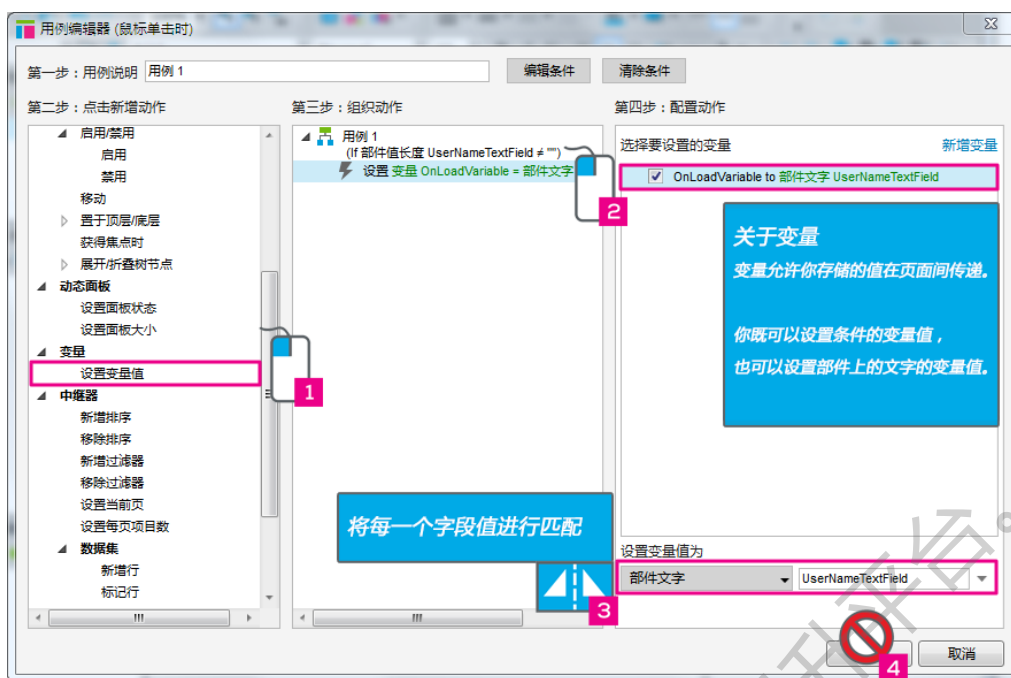 用例编辑器 (鼠标单击时)
第一步：用例说明 用例 1 编辑条件 清除条件
第二步：点击新增动作
启用/禁用
启用
禁用
移动
置于顶层/底层
获得焦点时
展开/折叠树节点
动态面板
设置面板状态
设置面板大小
变量
设置变量值
中继器
新增排序
移除排序
新增过滤器
移除过滤器
设置当前页
设置每页项目数
数据集
新增行
标记行
1
第三步：组织动作
用例 1
(If 部件值长度 UserNameTextField ≠ "")
设置 变量 OnLoadVariable = 部件文字
2
将每一个字段值进行匹配
3
第四步：配置动作
选择要设置的变量 新增变量
OnLoadVariable to 部件文字 UserNameTextField
关于变量
变量允许你存储的值在页面间传递。
你既可以设置条件的变量值，
也可以设置部件上的文字的变量值。
设置变量值为
部件文字 UserNameTextField
4
取消
平台。